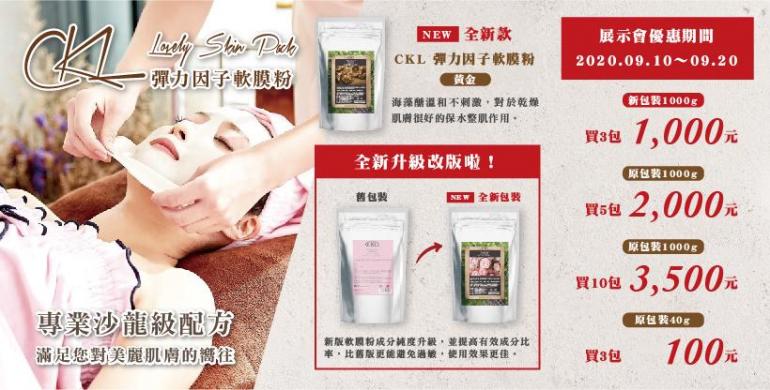 CKL
Lovely Skin Pack
彈力因子軟膜粉
專業沙龍級配方
滿足您對美麗肌膚的嚮往
NEW 全新款
CKL 彈力因子軟膜粉
黃金
海藻醣溫和不刺激，對於乾燥
肌膚很好的保水整肌作用。
全新升級改版啦！
舊包裝
NEW 全新包裝
CKL
新版軟膜粉成分純度升級，並提高有效成分比
率，比舊版更能避免過敏，使用效果更佳。
展示會優惠期間
2020.09.10～09.20
新包裝1000g
買3包 1,000元
原包裝1000g
買5包 2,000元
原包裝1000g
買10包 3,500元
原包裝40g
買3包 100元